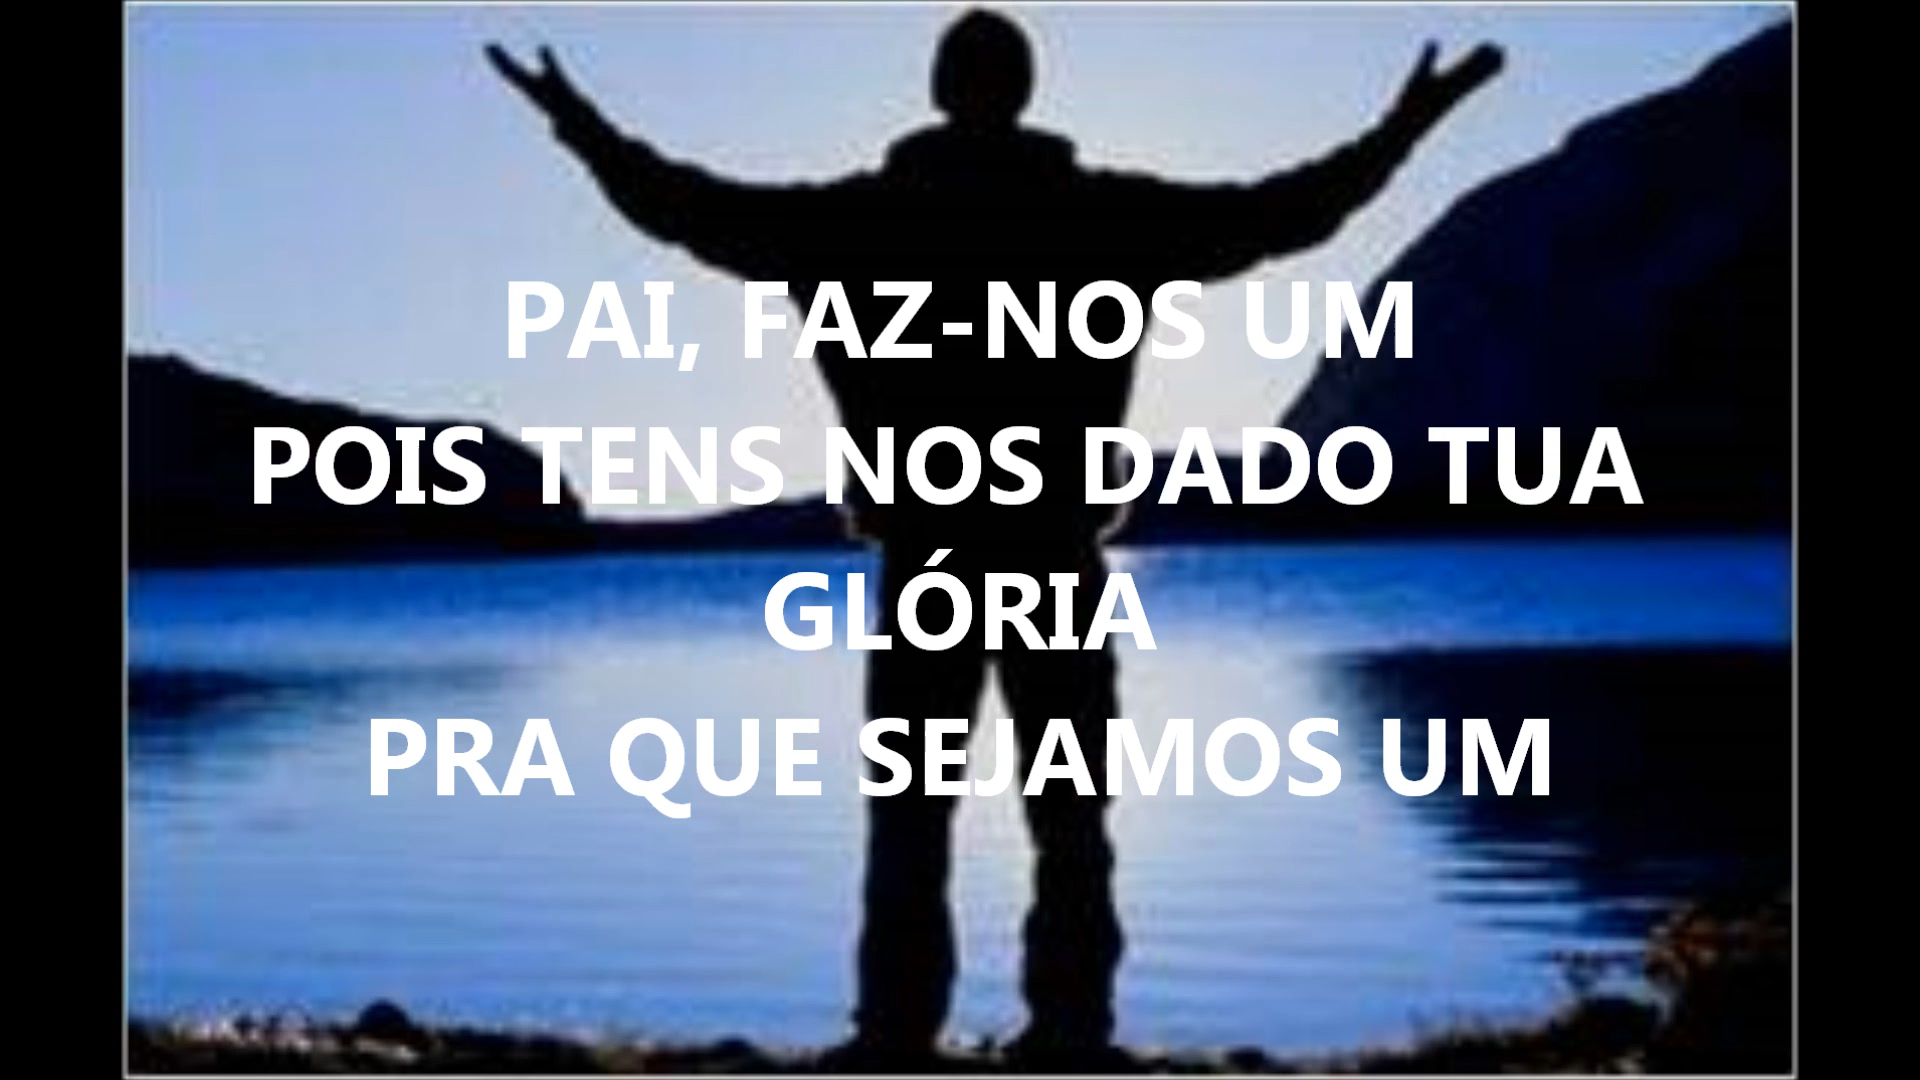 PAI, FAZ-NOS UM
POIS TENS NOS DADO TUA
GLÓRIA
PRA QUE SEJAMOS UM